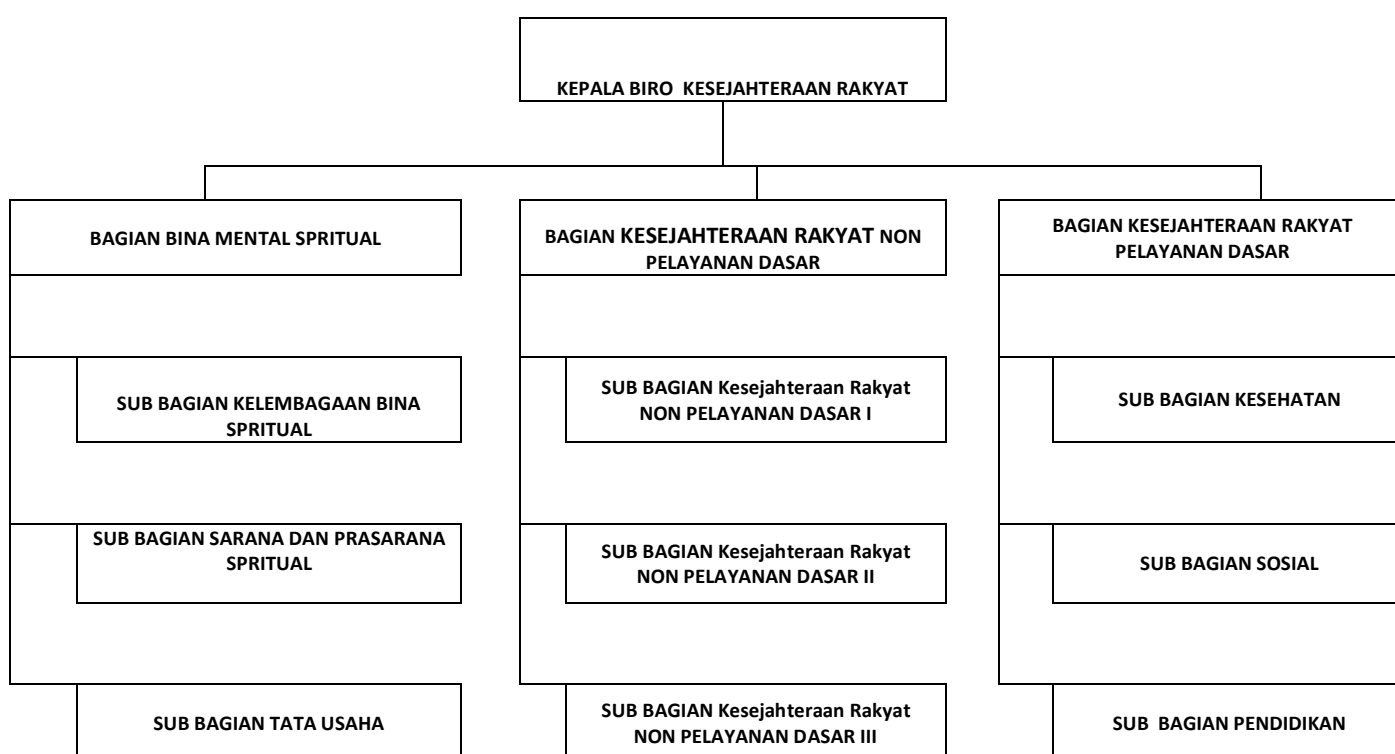 KEPALA BIRO KESEJAHTERAAN RAKYAT
BAGIAN BINA MENTAL SPRITUAL
BAGIAN KESEJAHTERAAN RAKYAT NON
PELAYANAN DASAR
BAGIAN KESEJAHTERAAN RAKYAT
PELAYANAN DASAR
SUB BAGIAN KELEMBAGAAN BINA
SPRITUAL
SUB BAGIAN Kesejahteraan Rakyat
NON PELAYANAN DASAR I
SUB BAGIAN KESEHATAN
SUB BAGIAN SARANA DAN PRASARANA
SPRITUAL
SUB BAGIAN Kesejahteraan Rakyat
NON PELAYANAN DASAR II
SUB BAGIAN SOSIAL
SUB BAGIAN TATA USAHA
SUB BAGIAN Kesejahteraan Rakyat
NON PELAYANAN DASAR III
SUB BAGIAN PENDIDIKAN